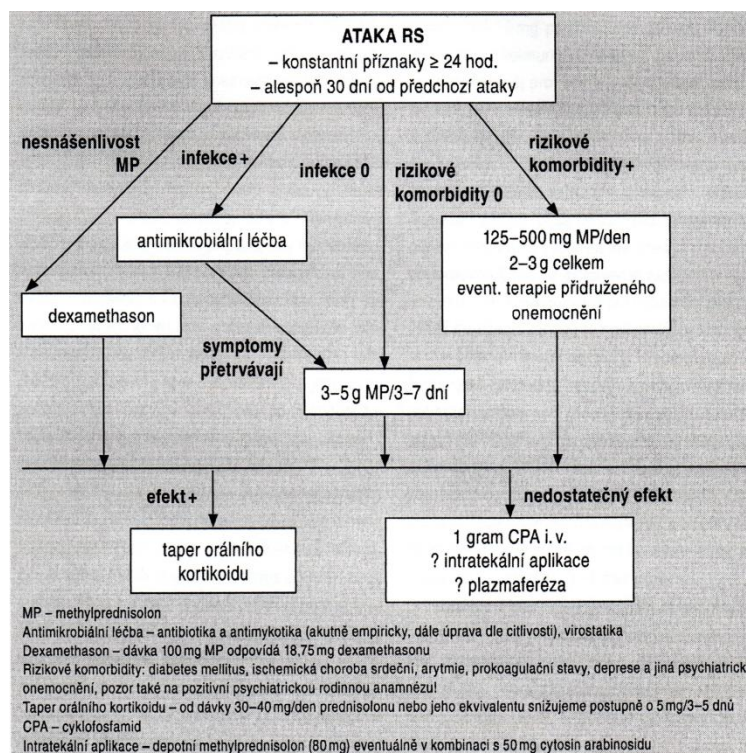 ATAKA RS
– konstantní příznaky ≥ 24 hod.
– alespoň 30 dní od předchozí ataky
nesnášenlivost
MP
infekce +
infekce 0
rizikové
komorbidity 0
rizikové
komorbidity +
antimikrobiální léčba
125–500 mg MP/den
2–3 g celkem
event. terapie přidruženého
onemocnění
dexamethason
symptomy
přetrvávají
3–5 g MP/3–7 dní
efekt +
nedostatečný efekt
taper orálního
kortikoidu
1 gram CPA i. v.
? intratekální aplikace
? plazmaferéza
MP – methylprednisolon
Antimikrobiální léčba – antibiotika a antimykotika (akutně empiricky, dále úprava dle citlivosti), virostatika
Dexamethason – dávka 100 mg MP odpovídá 18,75 mg dexamethasonu
Rizikové komorbidity: diabetes mellitus, ischemická choroba srdeční, arytmie, prokoagulační stavy, deprese a jiná psychiatrick
onemocnění, pozor také na pozitivní psychiatrickou rodinnou anamnézu!
Taper orálního kortikoidu – od dávky 30–40 mg/den prednisolonu nebo jeho ekvivalentu snižujeme postupně o 5 mg/3–5 dnů
CPA – cyklofosfamid
Intratekální aplikace – depotní methylprednisolon (80 mg) eventuálně v kombinaci s 50 mg cytosin arabinosidu